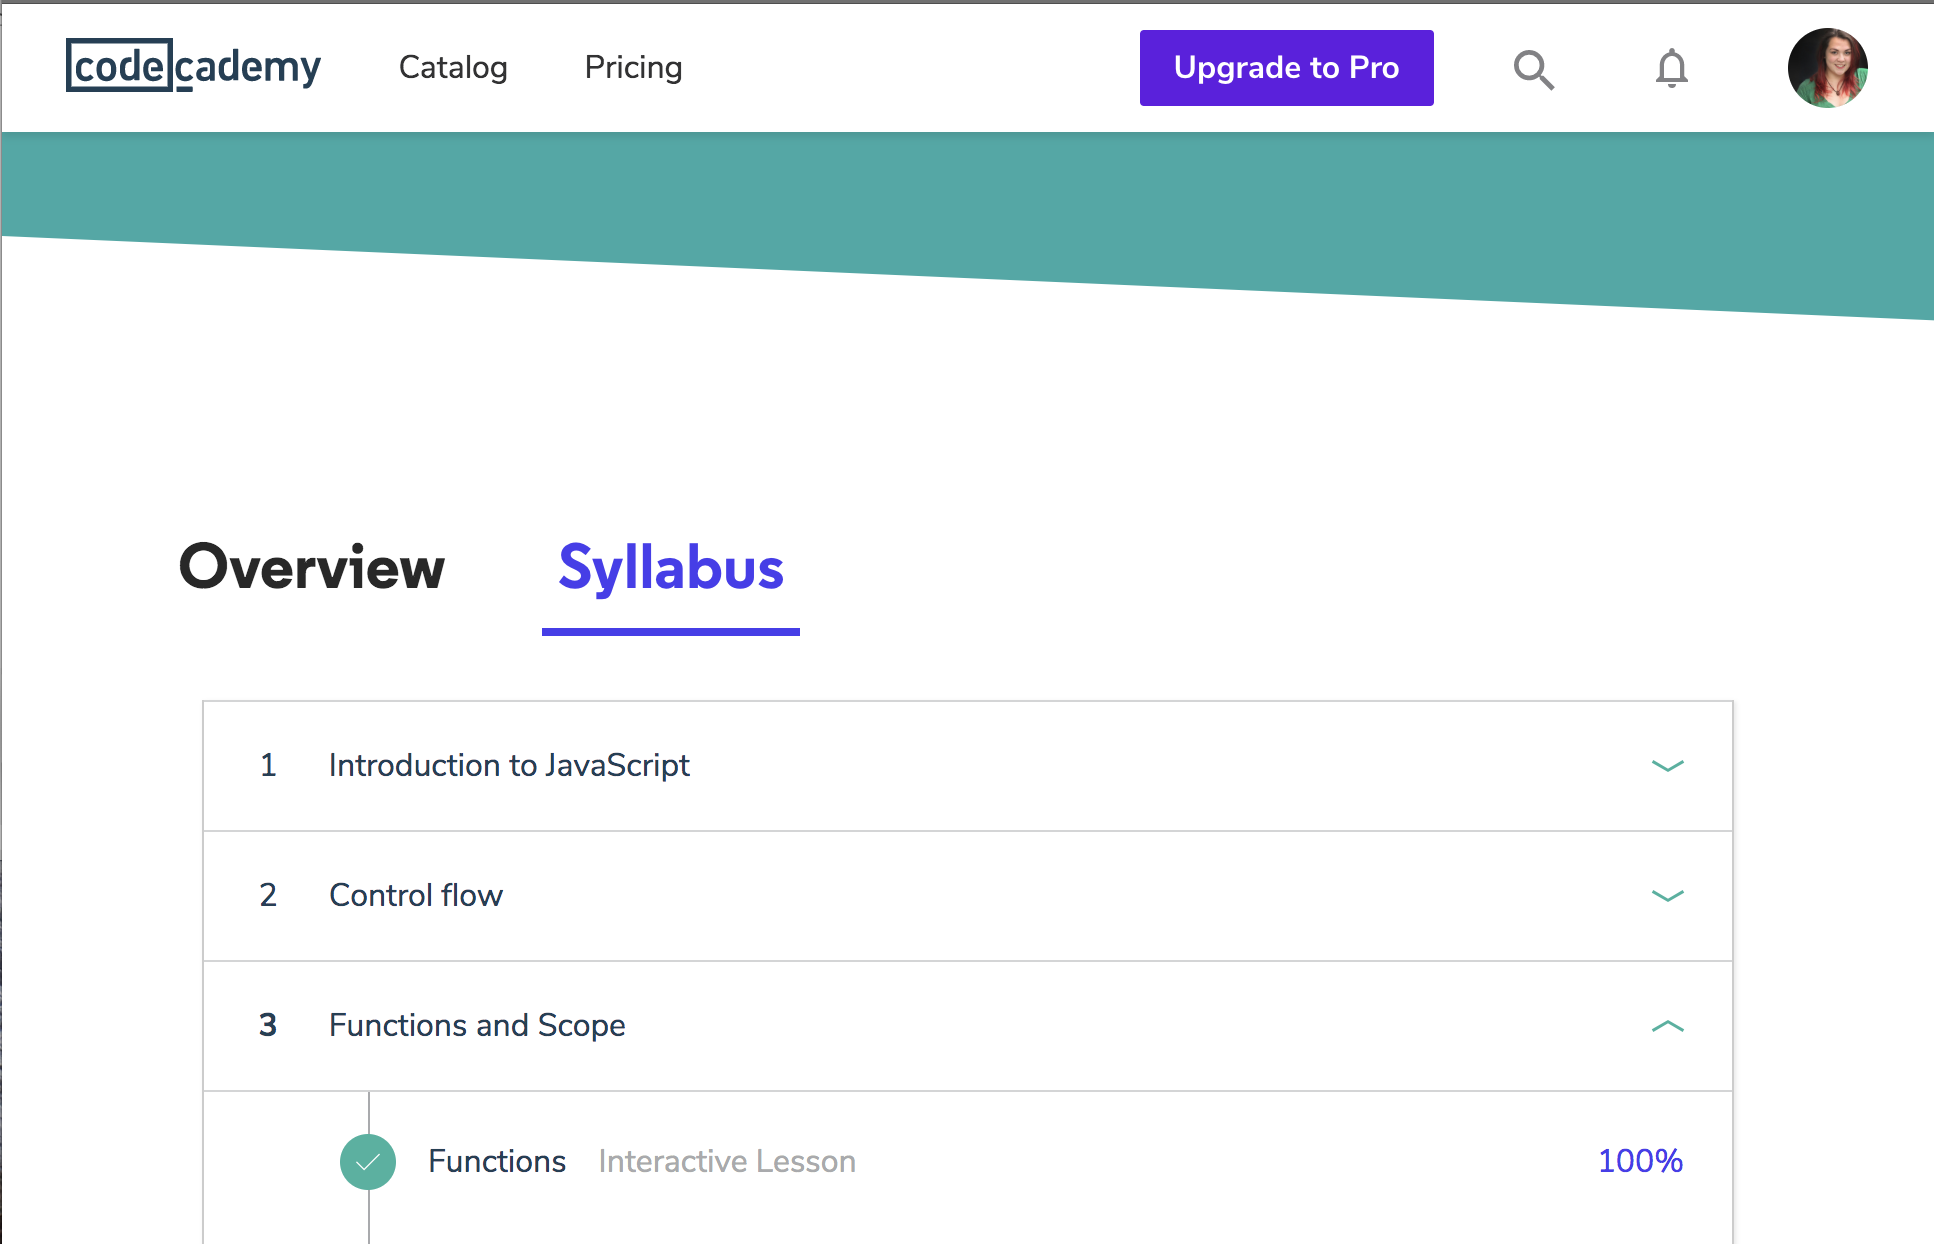 codecademy Catalog Pricing Upgrade to Pro
Overview Syllabus
1 Introduction to JavaScript
2 Control flow
3 Functions and Scope
Functions Interactive Lesson 100%